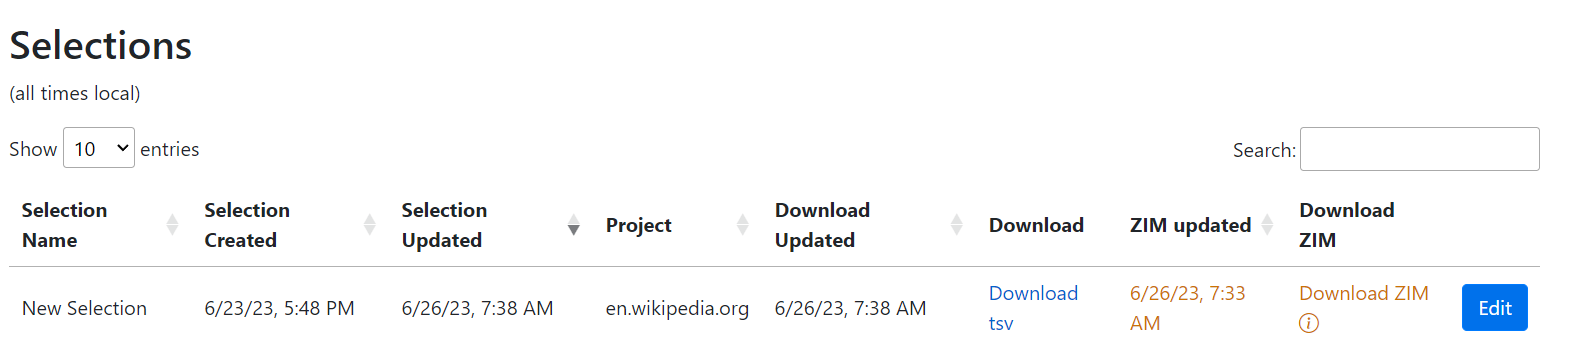 Selections
(all times local)
Show 10 entries
Search:
Selection Name
Selection Created
Selection Updated
Project
Download Updated
Download
ZIM updated
Download ZIM
New Selection
6/23/23, 5:48 PM
6/26/23, 7:38 AM
en.wikipedia.org
6/26/23, 7:38 AM
Download tsv
6/26/23, 7:33 AM
Download ZIM
Edit